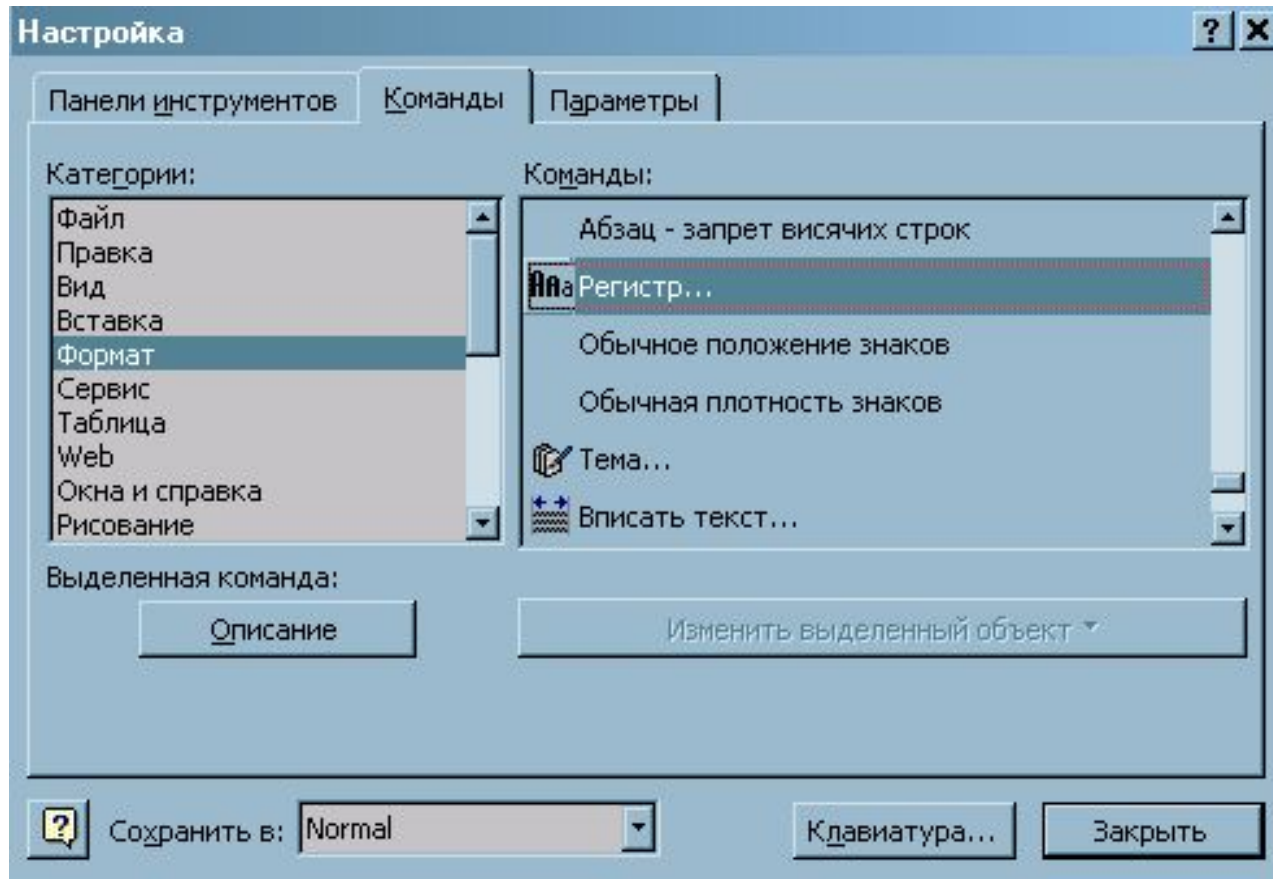 Настройка
Панели инструментов
Команды
Параметры
Категории:
Файл
Правка
Вид
Вставка
Формат
Сервис
Таблица
Web
Окна и справка
Рисование
Команды:
Абзац - запрет висячих строк
AAa Регистр...
Обычное положение знаков
Обычная плотность знаков
Тема...
Вписать текст...
Выделенная команда:
Описание
Изменить выделенный объект
Сохранить в: Normal
Клавиатура...
Закрыть